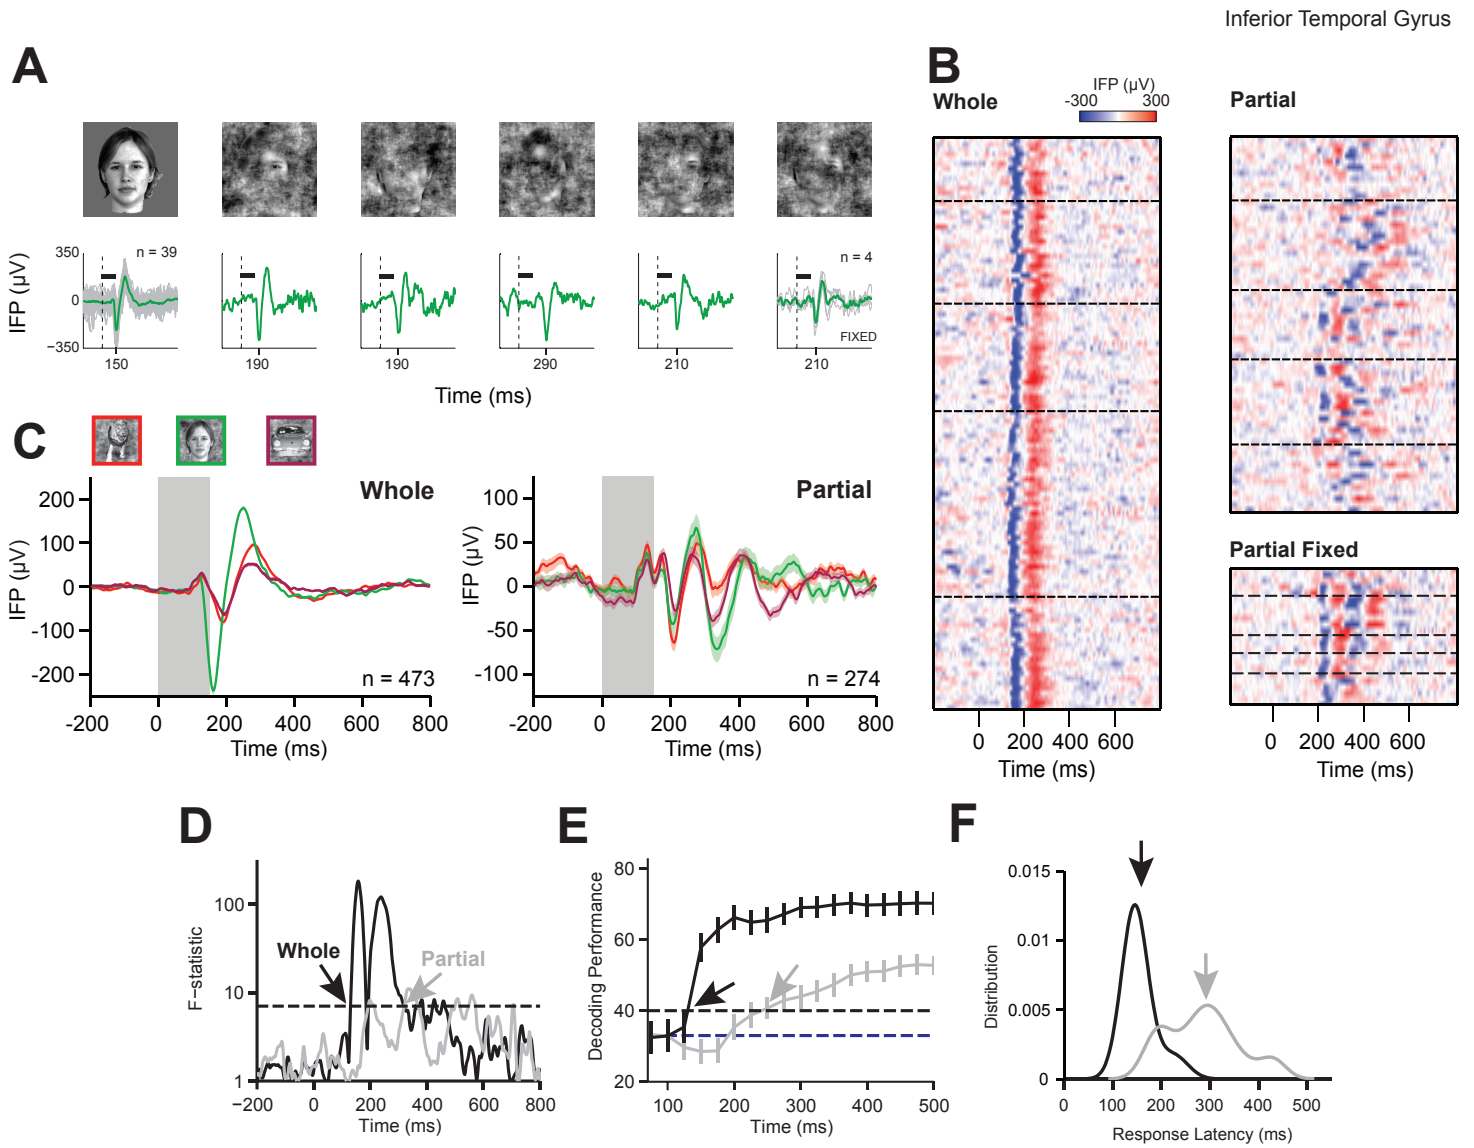 Inferior Temporal Gyrus
A
B
Whole
IFP (μV)
-300 300
Partial
350
0
−350
IFP (μV)
n = 39
n = 4
FIXED
150 190 190 290 210 210
Time (ms)
C
Whole
200
100
0
-100
-200
IFP (μV)
n = 473
-200 0 200 400 600 800
Time (ms)
Partial
100
50
0
-50
-100
IFP (μV)
n = 274
-200 0 200 400 600 800
Time (ms)
0 200 400 600
Time (ms)
Partial Fixed
0 200 400 600
Time (ms)
D
100
10
1
F−statistic
Whole
Partial
−200 0 200 400 600 800
Time (ms)
E
80
60
40
20
Decoding Performance
100 200 300 400 500
Time (ms)
F
0.015
0.01
0.005
0
Distribution
0 100 200 300 400 500
Response Latency (ms)